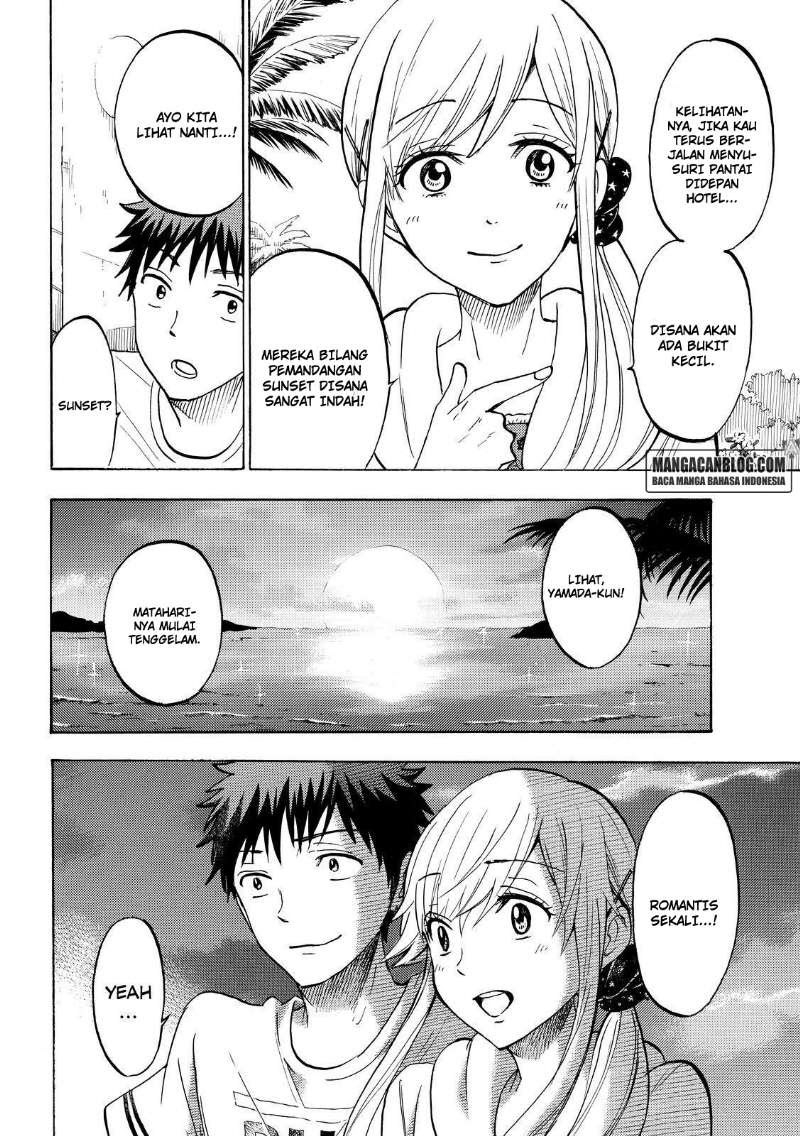 KELIHATAN-
NYA, JIKA KAU
TERUS BER-
JALAN MENYU-
SURI PANTAI
DIDEPAN
HOTEL...
DISANA AKAN
ADA BUKIT
KECIL.
MEREKA BILANG
PEMANDANGAN
SUNSET DISANA
SANGAT INDAH!
AYO KITA
LIHAT NANTI...!
SUNSET?
MANGACANBLOG.COM
BACA MANGA BAHASA INDONESIA
LIHAT,
YAMADA-KUN!
MATAHARI-
NYA MULAI
TENGGELAM.
ROMANTIS
SEKALI...!
YEAH
...